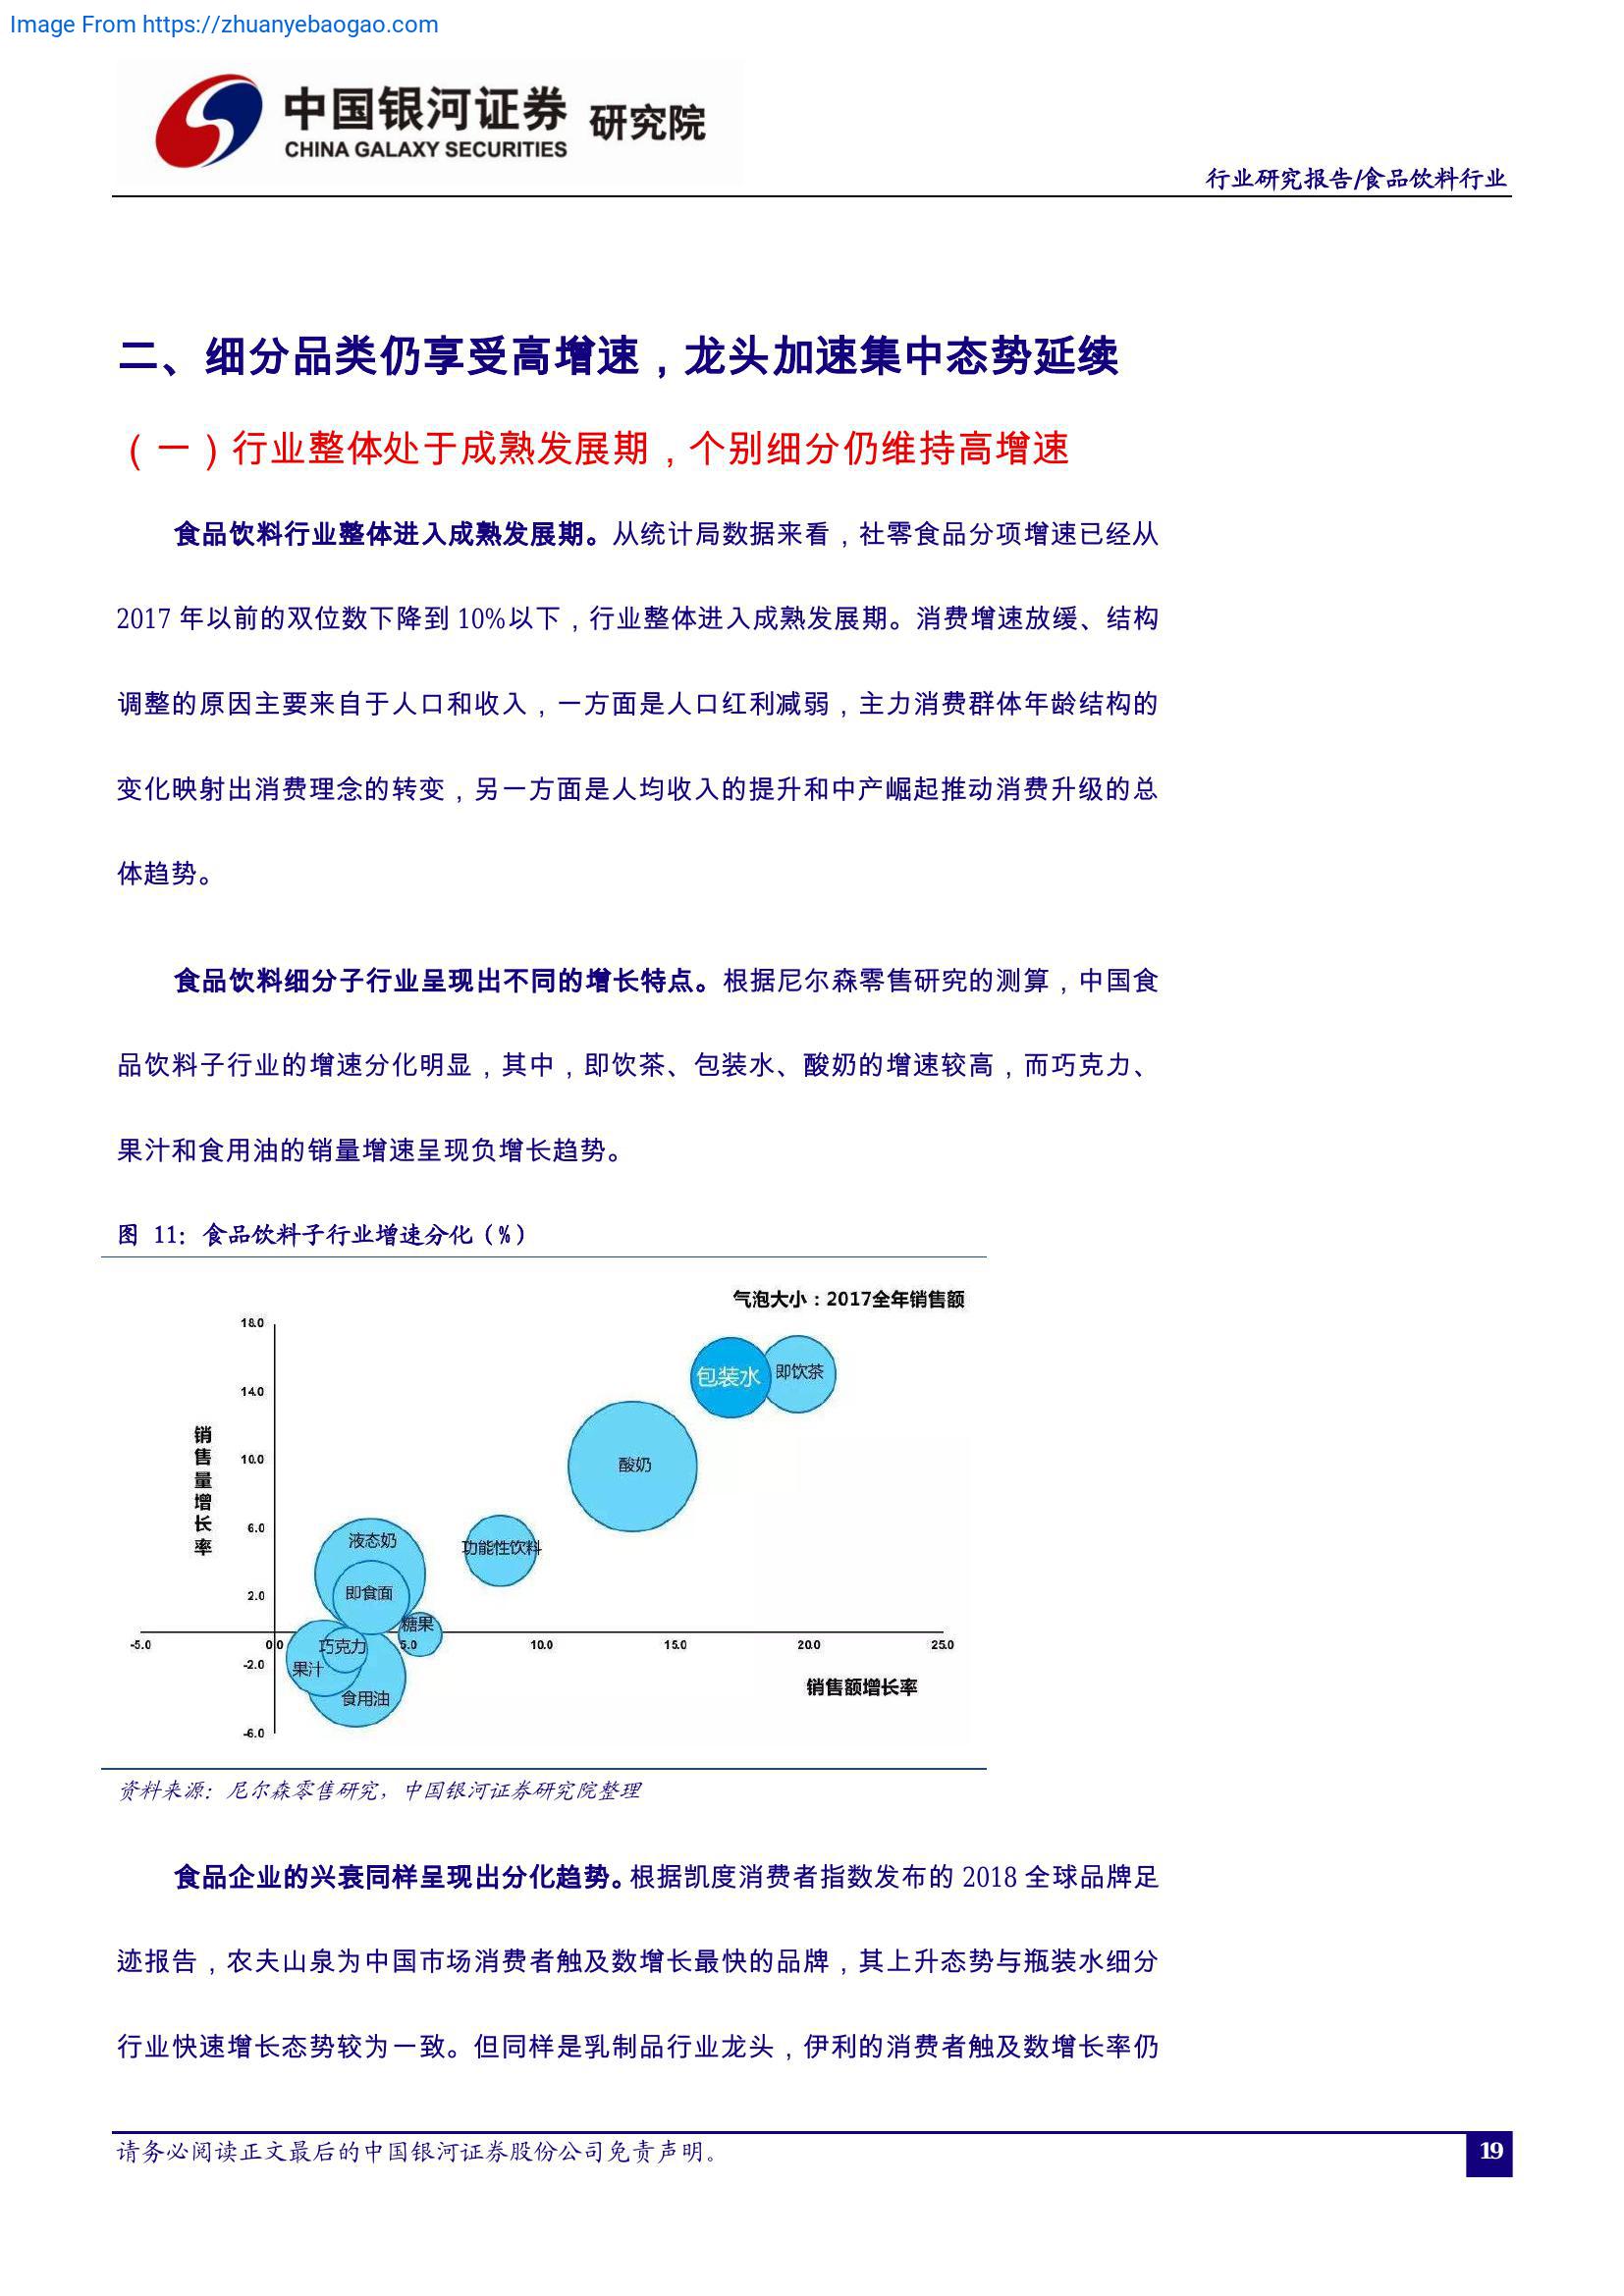 Image From https://zhuanyebaogao.com
中国银河证券 研究院
CHINA GALAXY SECURITIES
行业研究报告/食品饮料行业
二、细分品类仍享受高增速，龙头加速集中态势延续
（一）行业整体处于成熟发展期，个别细分仍维持高增速
食品饮料行业整体进入成熟发展期。从统计局数据来看，社零食品分项增速已经从
2017 年以前的双位数下降到 10%以下，行业整体进入成熟发展期。消费增速放缓、结构
调整的原因主要来自于人口和收入，一方面是人口红利减弱，主力消费群体年龄结构的
变化映射出消费理念的转变，另一方面是人均收入的提升和中产崛起推动消费升级的总
体趋势。
食品饮料细分子行业呈现出不同的增长特点。根据尼尔森零售研究的测算，中国食
品饮料子行业的增速分化明显，其中，即饮茶、包装水、酸奶的增速较高，而巧克力、
果汁和食用油的销量增速呈现负增长趋势。
图 11：食品饮料子行业增速分化（%）
气泡大小：2017全年销售额
18.0
14.0
10.0
6.0
2.0
-2.0
-6.0
销售量增长率
包装水
即饮茶
酸奶
液态奶
功能性饮料
即食面
糖果
巧克力
果汁
食用油
-5.0 0.0 5.0 10.0 15.0 20.0 25.0
销售额增长率
资料来源：尼尔森零售研究，中国银河证券研究院整理
食品企业的兴衰同样呈现出分化趋势。根据凯度消费者指数发布的 2018 全球品牌足
迹报告，农夫山泉为中国市场消费者触及数增长最快的品牌，其上升态势与瓶装水细分
行业快速增长态势较为一致。但同样是乳制品行业龙头，伊利的消费者触及数增长率仍
请务必阅读正文最后的中国银河证券股份公司免责声明。
19